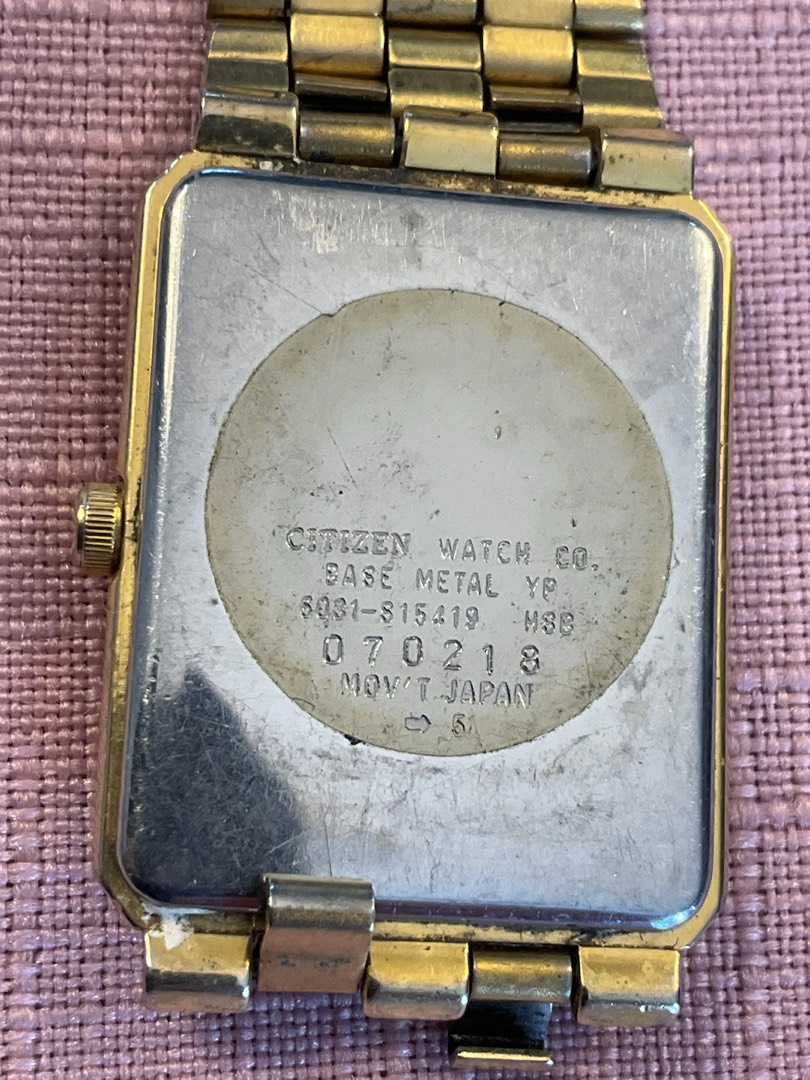 CITIZEN WATCH CO.
BASE METAL YP
6031-S15419 HSB
070218
MOV'T JAPAN
⇨ 5